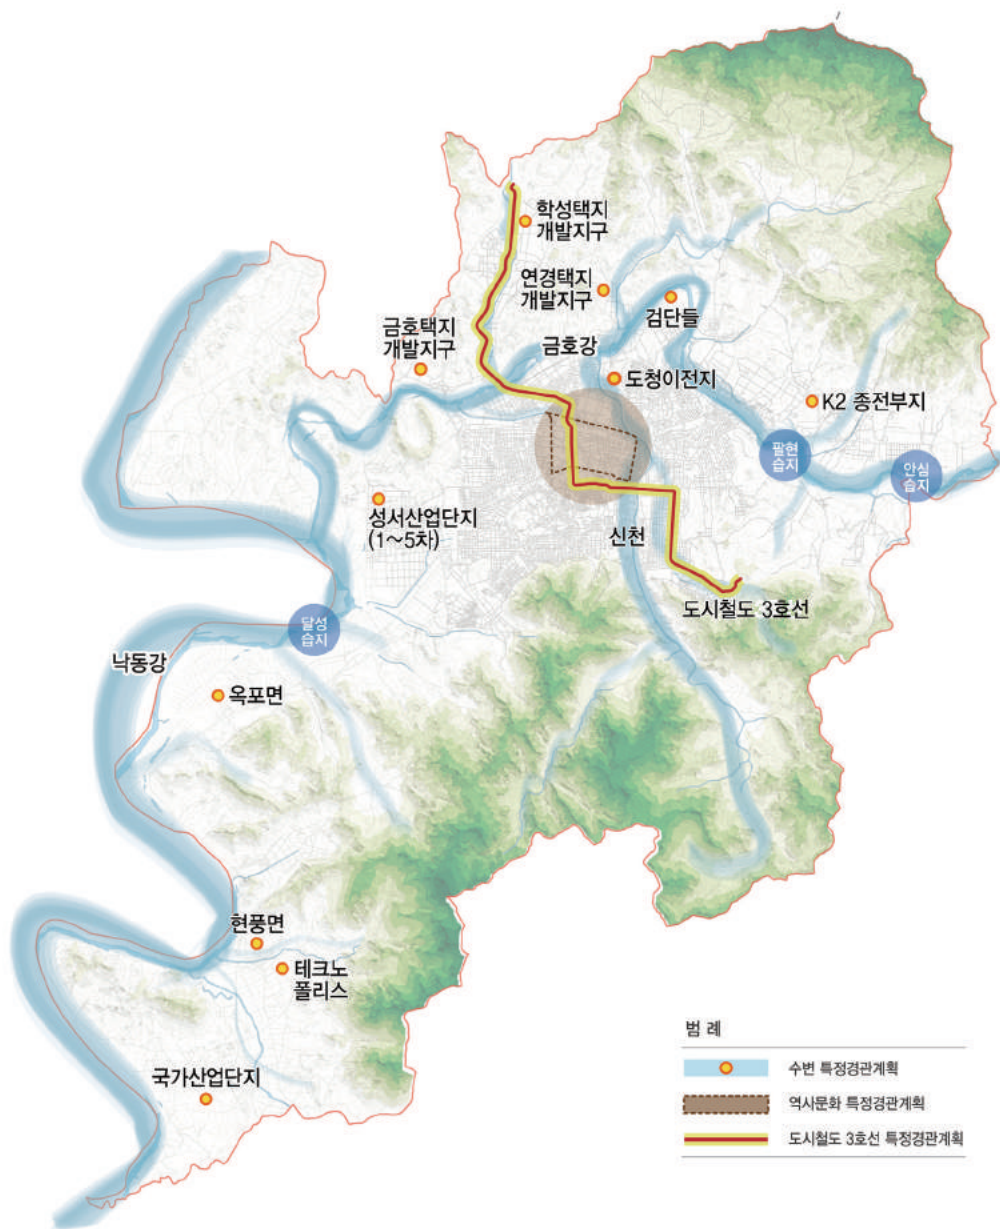 학성택지
개발지구
연경택지
개발지구
검단들
금호택지
개발지구
금호강
도청이전지
K2 종전부지
팔현
습지
안심
습지
성서산업단지
(1~5차)
신천
도시철도 3호선
달성
습지
낙동강
옥포면
현풍면
테크노
폴리스
국가산업단지
범 례
수변 특정경관계획
역사문화 특정경관계획
도시철도 3호선 특정경관계획